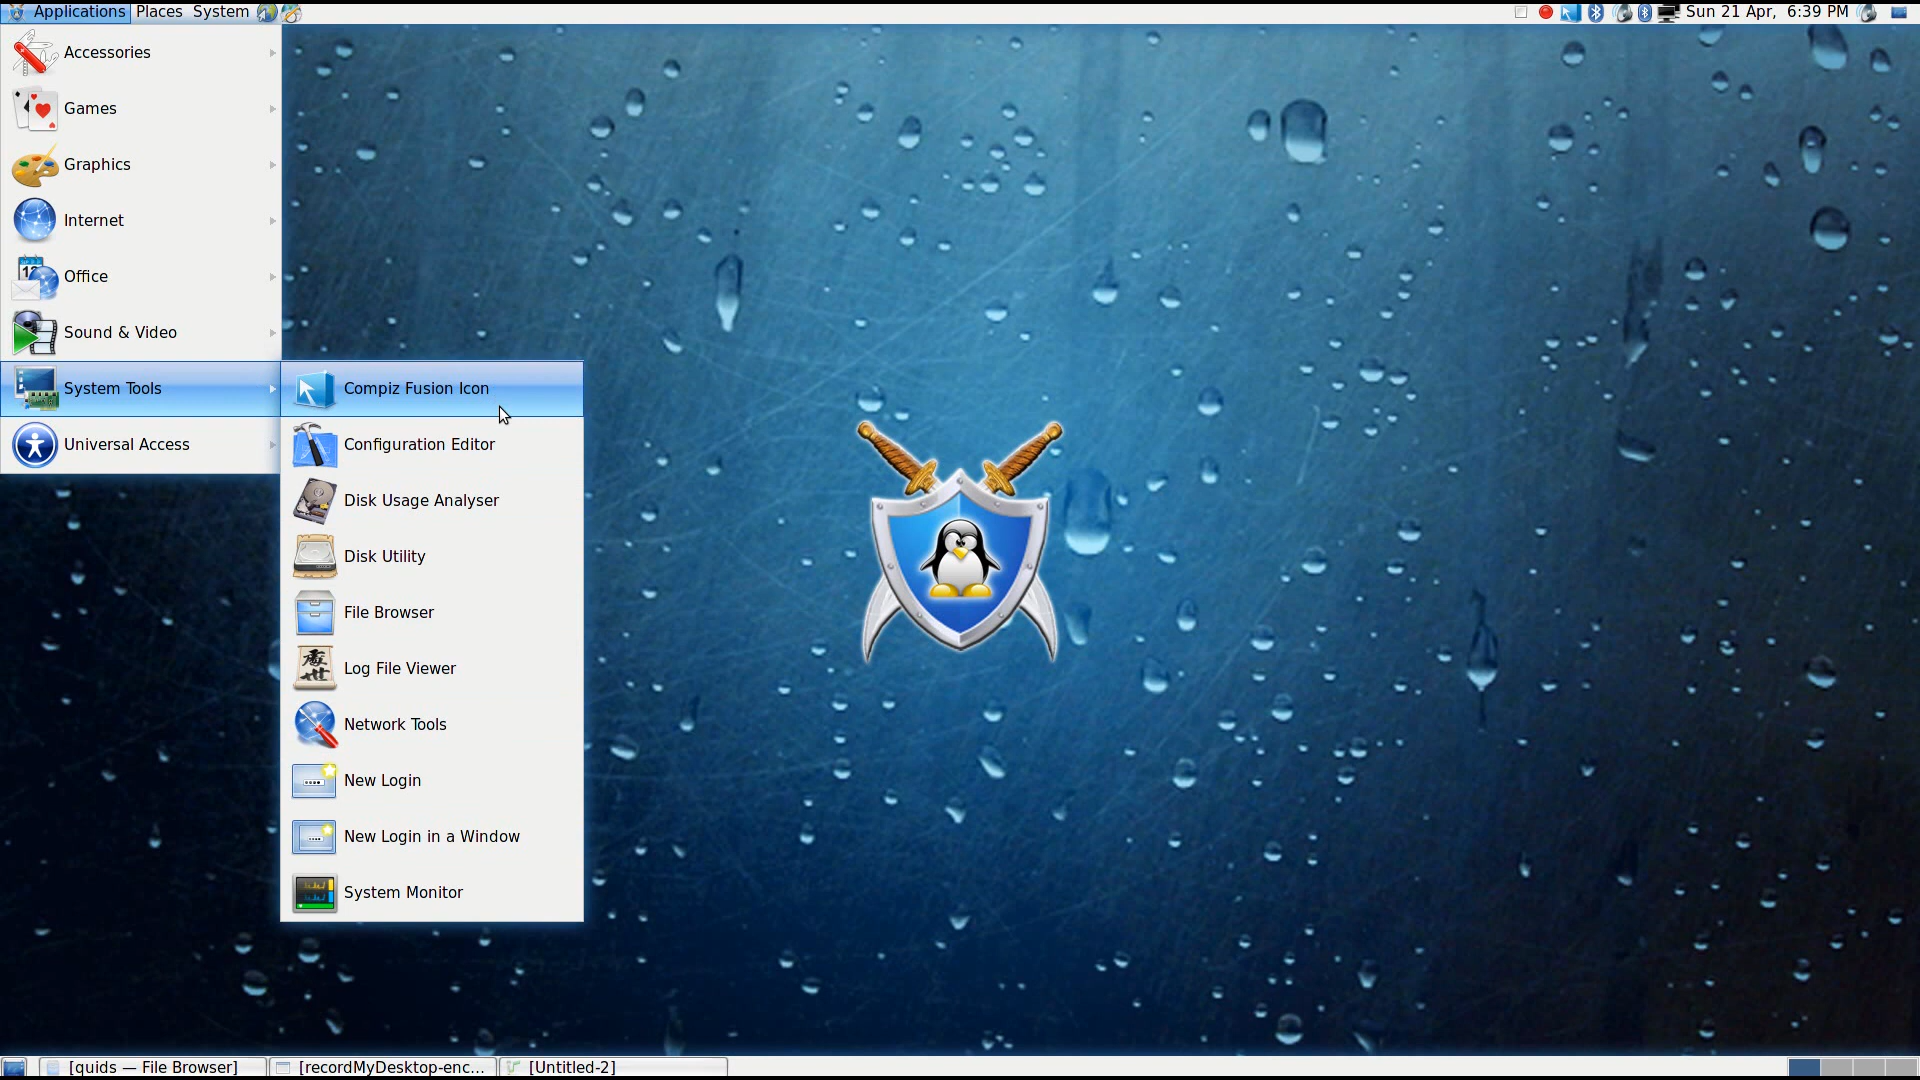 Applications Places System
Sun 21 Apr, 6:39 PM
Accessories
Games
Graphics
Internet
Office
Sound & Video
System Tools
Universal Access
Compiz Fusion Icon
Configuration Editor
Disk Usage Analyser
Disk Utility
File Browser
Log File Viewer
Network Tools
New Login
New Login in a Window
System Monitor
[quids — File Browser]
[recordMyDesktop-enc...
[Untitled-2]